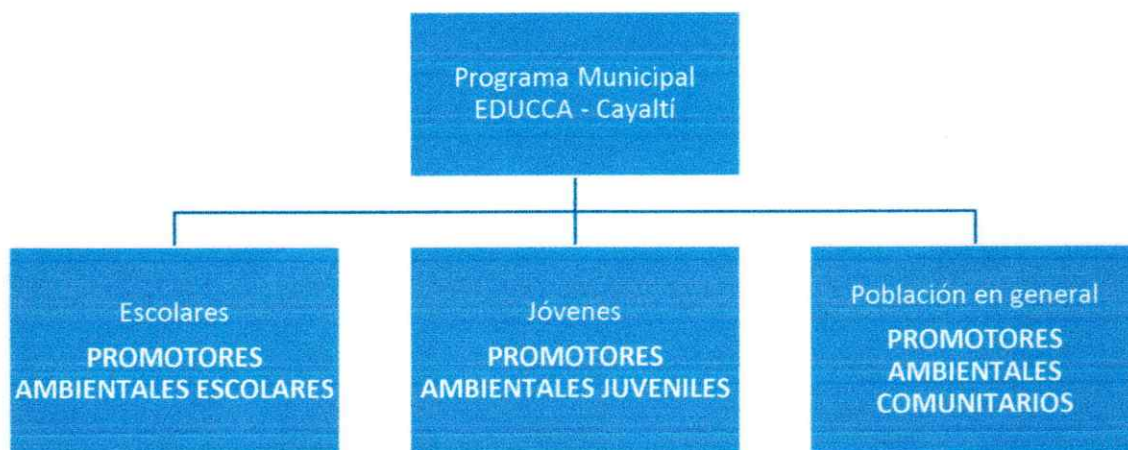 Programa Municipal
EDUCCA - Cayaltí
Escolares
PROMOTORES
AMBIENTALES ESCOLARES
Jóvenes
PROMOTORES
AMBIENTALES JUVENILES
Población en general
PROMOTORES
AMBIENTALES
COMUNITARIOS